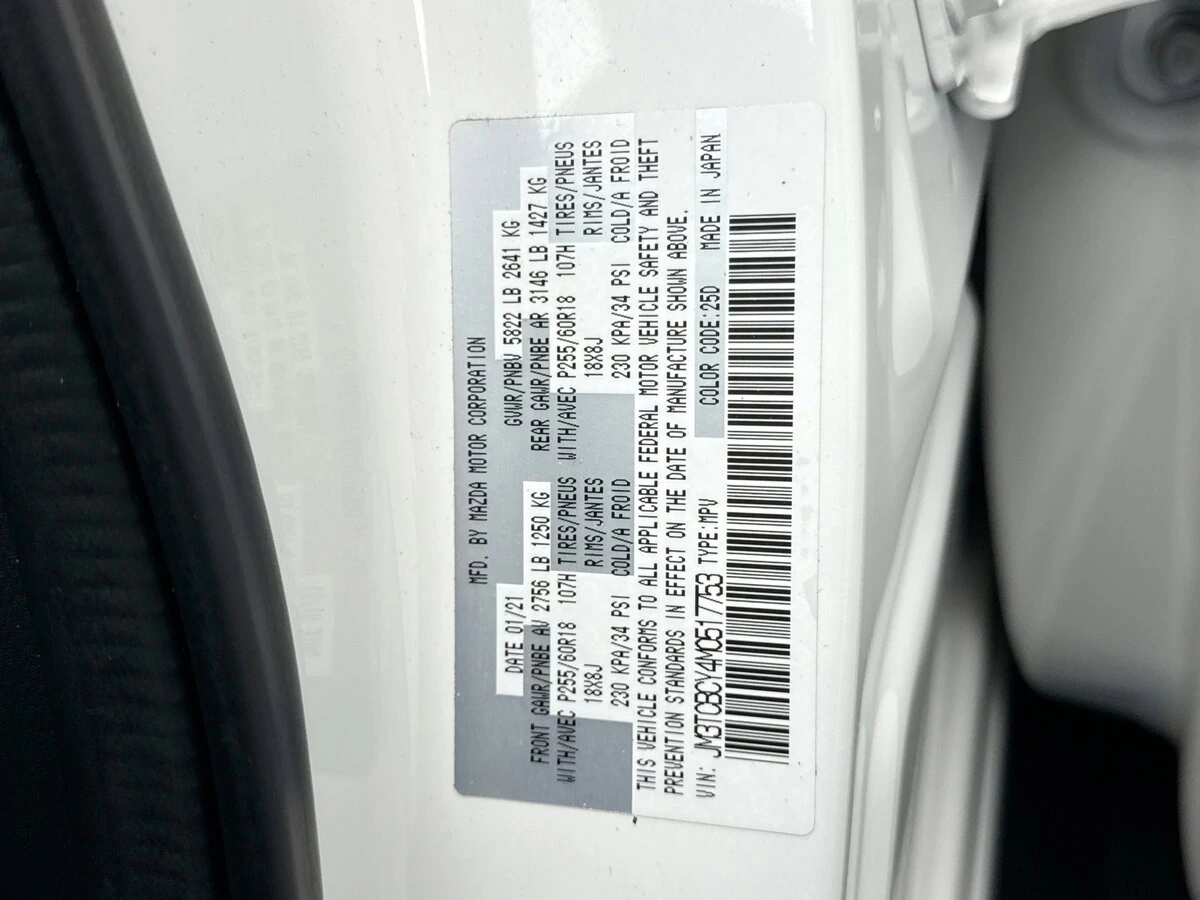 MFD. BY MAZDA MOTOR CORPORATION
DATE 01/21 GVWR/PNBV 5822 LB 2641 KG
FRONT GAWR/PNBE AV 2756 LB 1250 KG REAR GAWR/PNBE AR 3146 LB 1427 KG
WITH/AVEC P255/60R18 107H TIRES/PNEUS WITH/AVEC P255/60R18 107H TIRES/PNEUS
18X8J RIMS/JANTES 18X8J RIMS/JANTES
230 KPA/34 PSI COLD/A FROID 230 KPA/34 PSI COLD/A FROID
THIS VEHICLE CONFORMS TO ALL APPLICABLE FEDERAL MOTOR VEHICLE SAFETY AND THEFT
PREVENTION STANDARDS IN EFFECT ON THE DATE OF MANUFACTURE SHOWN ABOVE.
VIN: JM3TCBCY4M0517753 TYPE:MPV COLOR CODE:25D MADE IN JAPAN